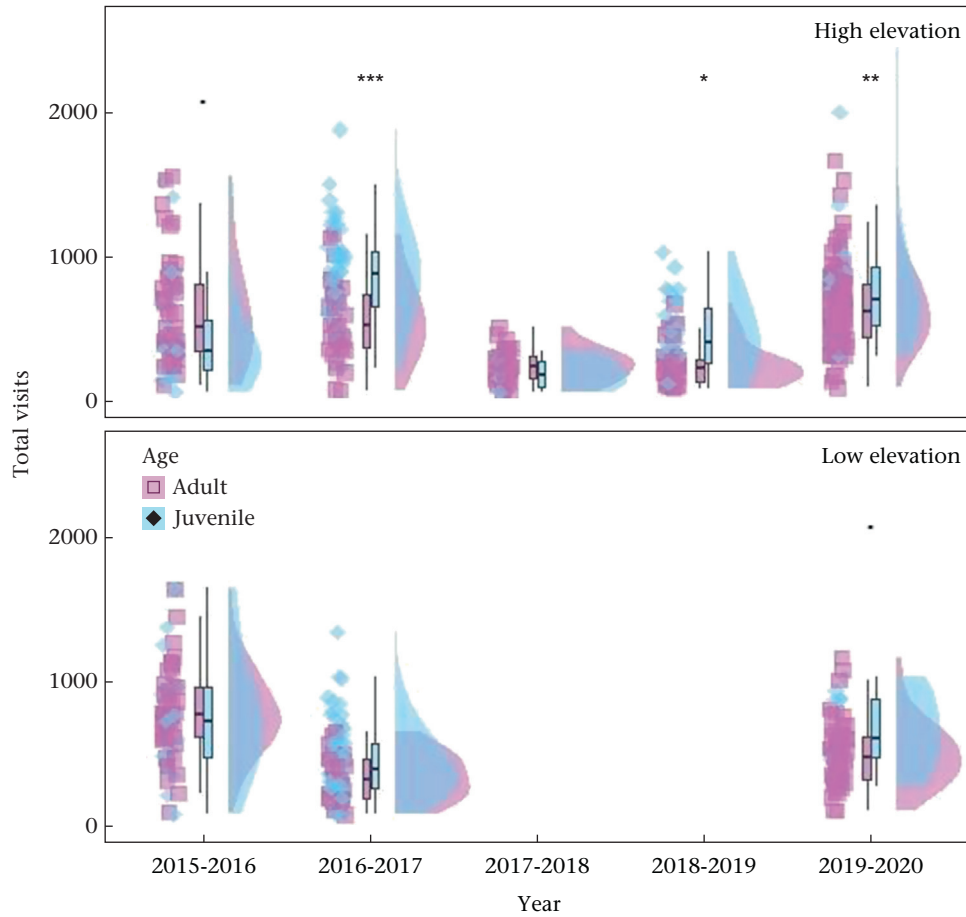 High elevation
***
*
**
2000
1000
0
Total visits
Low elevation
Age
Adult
Juvenile
2000
1000
0
2015-2016
2016-2017
2017-2018
2018-2019
2019-2020
Year